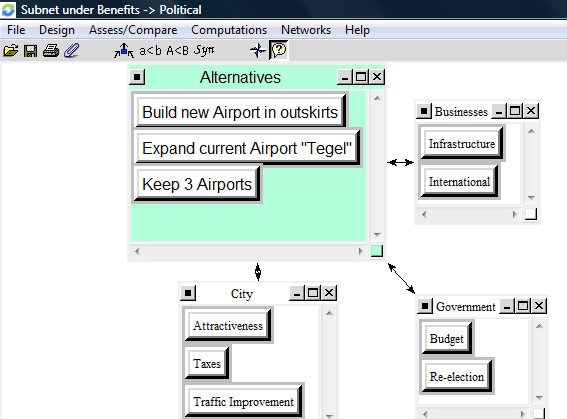 Subnet under Benefits -> Political
File Design Assess/Compare Computations Networks Help
a<b A<B Syn
Alternatives
Build new Airport in outskirts
Expand current Airport "Tegel"
Keep 3 Airports
Businesses
Infrastructure
International
City
Attractiveness
Taxes
Traffic Improvement
Government
Budget
Re-election